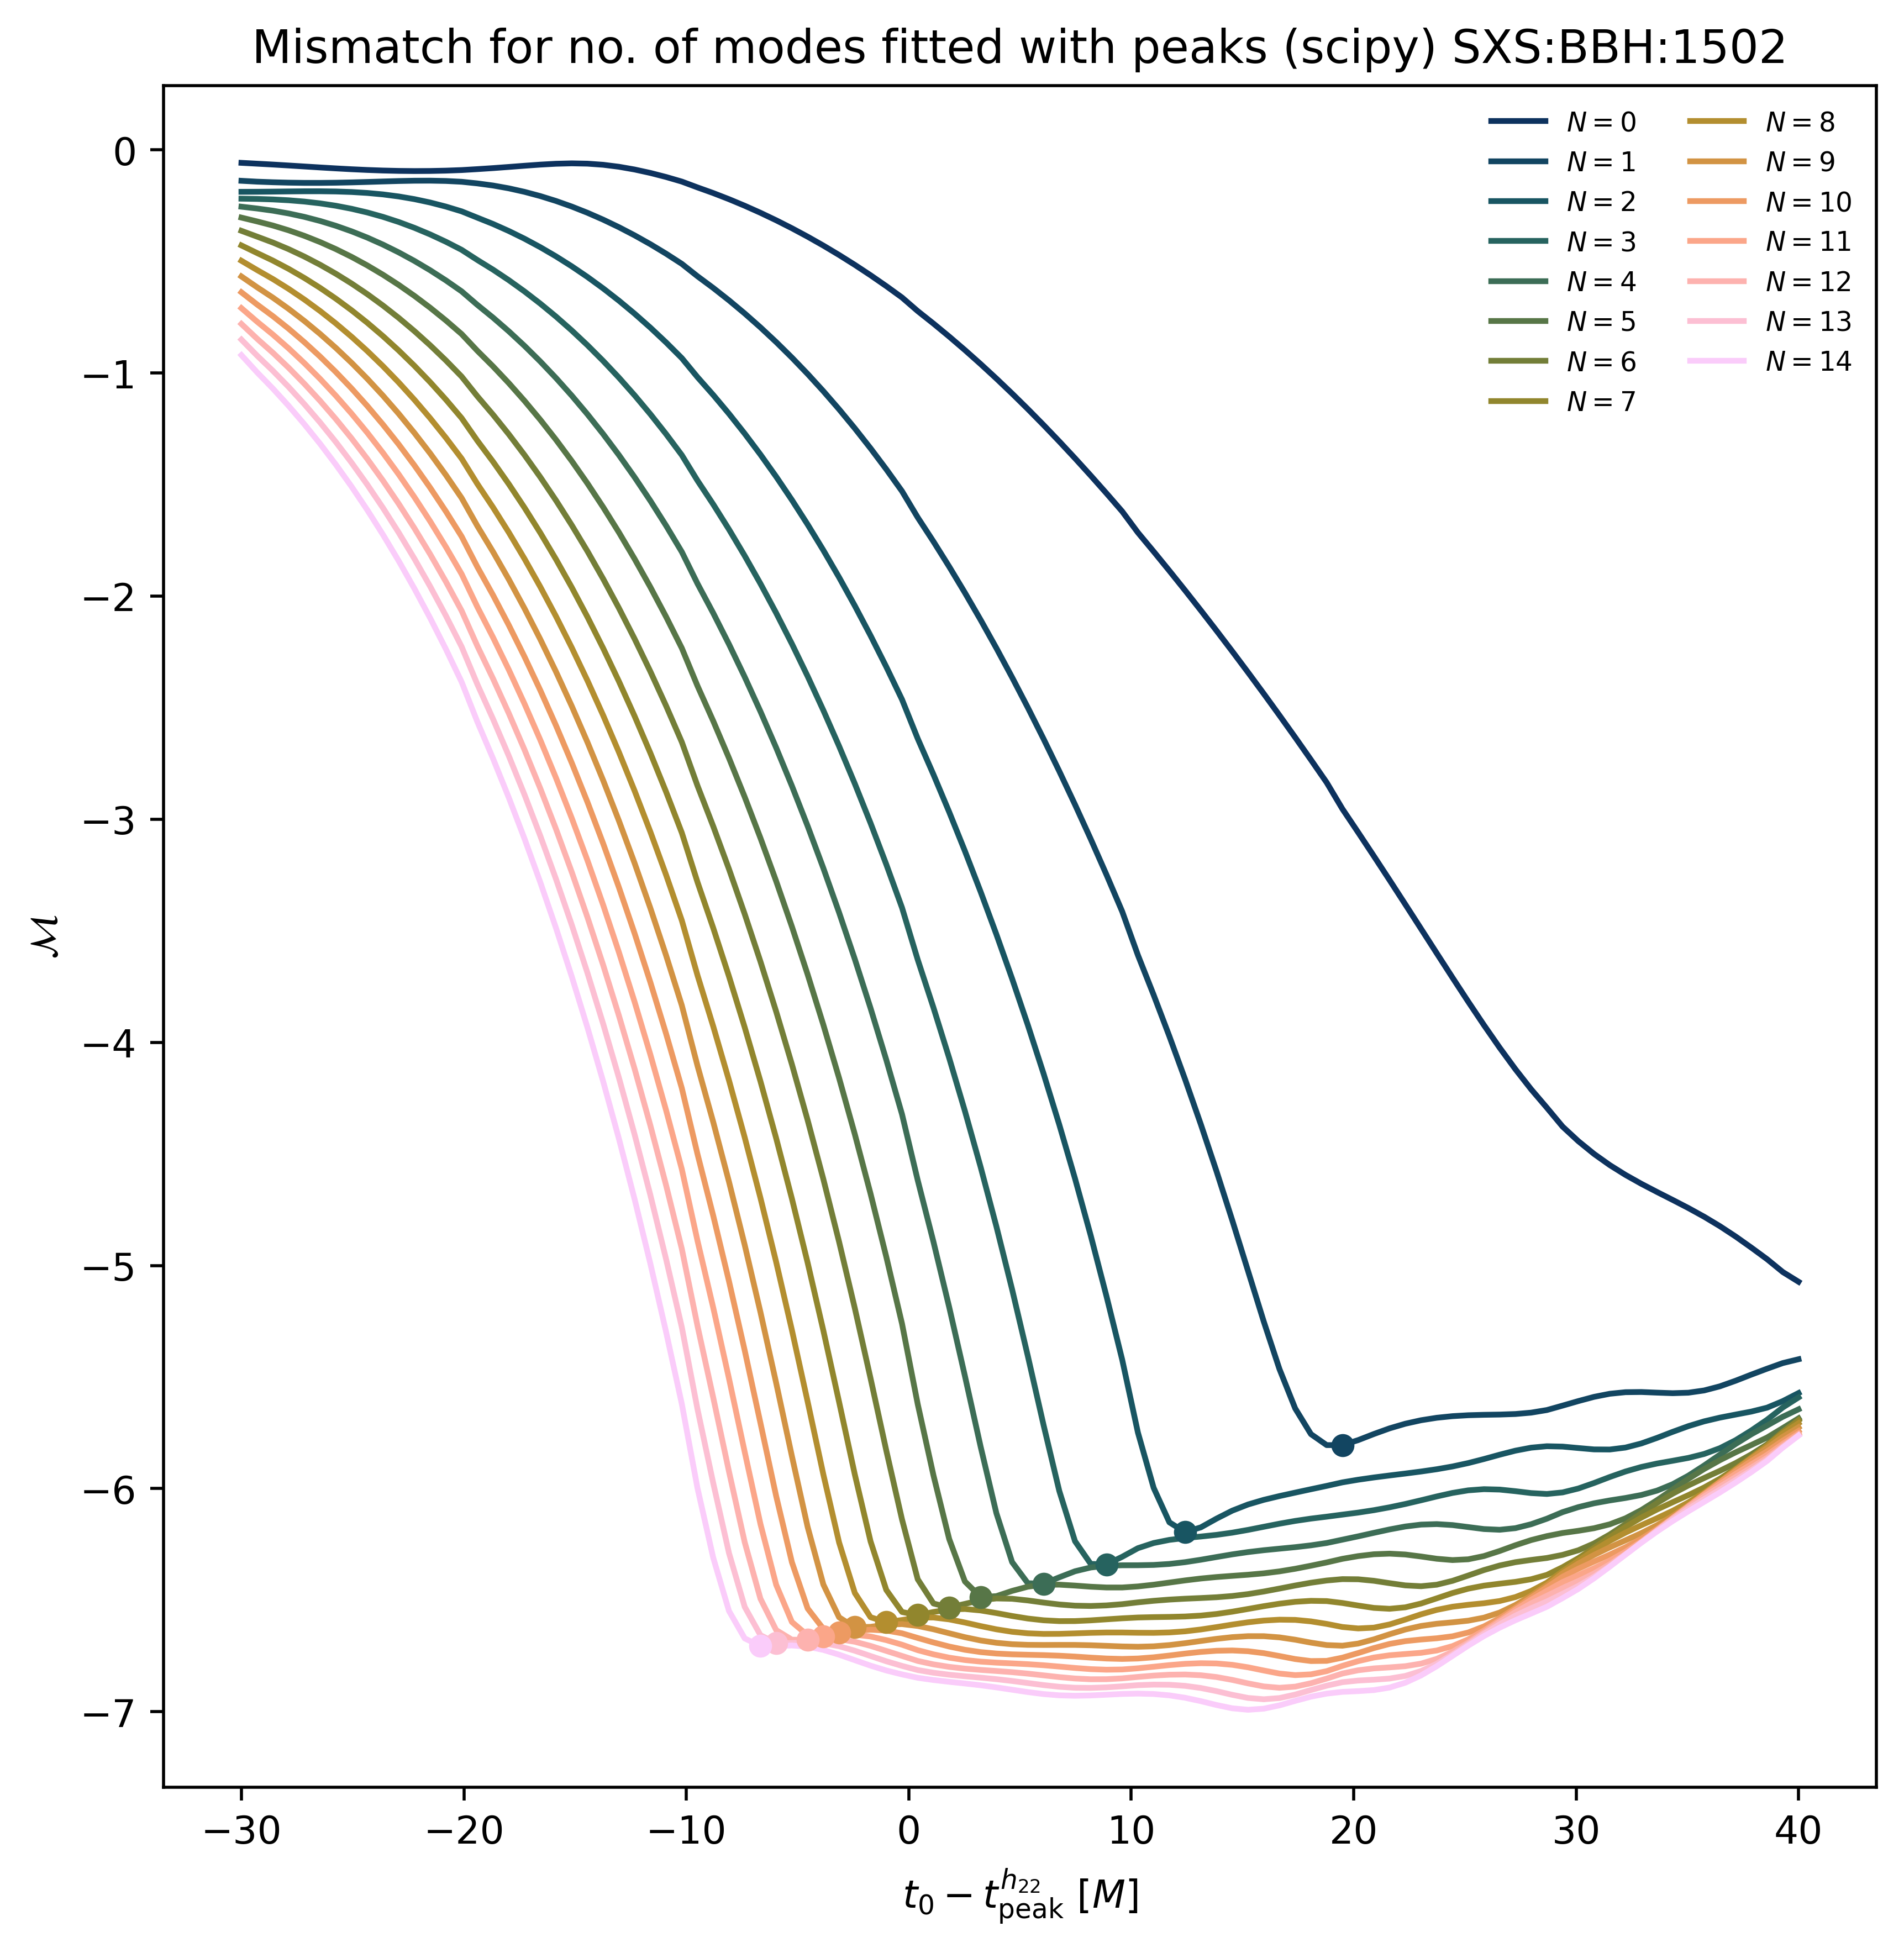 Mismatch for no. of modes fitted with peaks (scipy) SXS:BBH:1502
N = 0
N = 1
N = 2
N = 3
N = 4
N = 5
N = 6
N = 7
N = 8
N = 9
N = 10
N = 11
N = 12
N = 13
N = 14
0
−1
−2
−3
−4
−5
−6
−7
ℳ
−30 −20 −10 0 10 20 30 40
t₀ − t_peak^{h₂₂} [M]